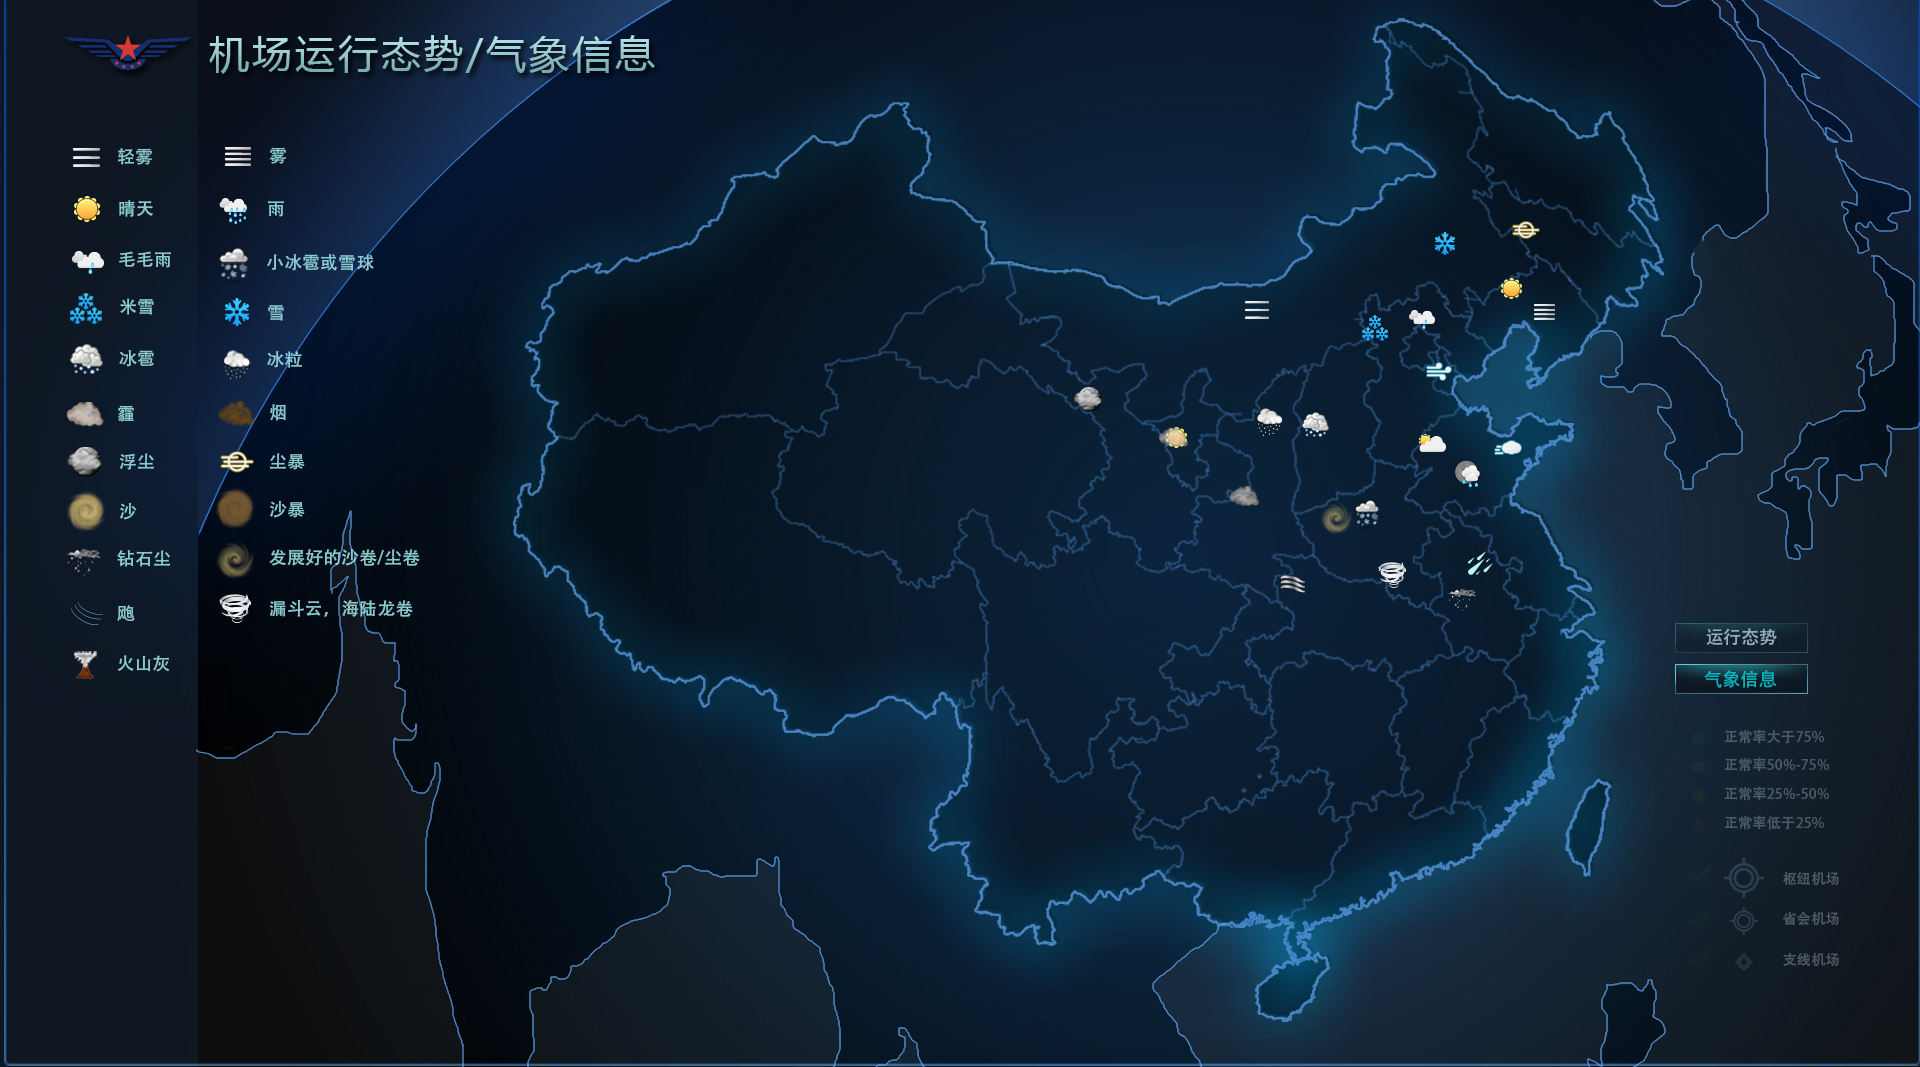 机场运行态势/气象信息
轻雾
雾
晴天
雨
毛毛雨
小冰雹或雪球
米雪
雪
冰雹
冰粒
霾
烟
浮尘
尘暴
沙
沙暴
钻石尘
发展好的沙卷/尘卷
飑
漏斗云，海陆龙卷
火山灰
运行态势
气象信息
正常率大于75%
正常率50%-75%
正常率25%-50%
正常率低于25%
枢纽机场
省会机场
支线机场